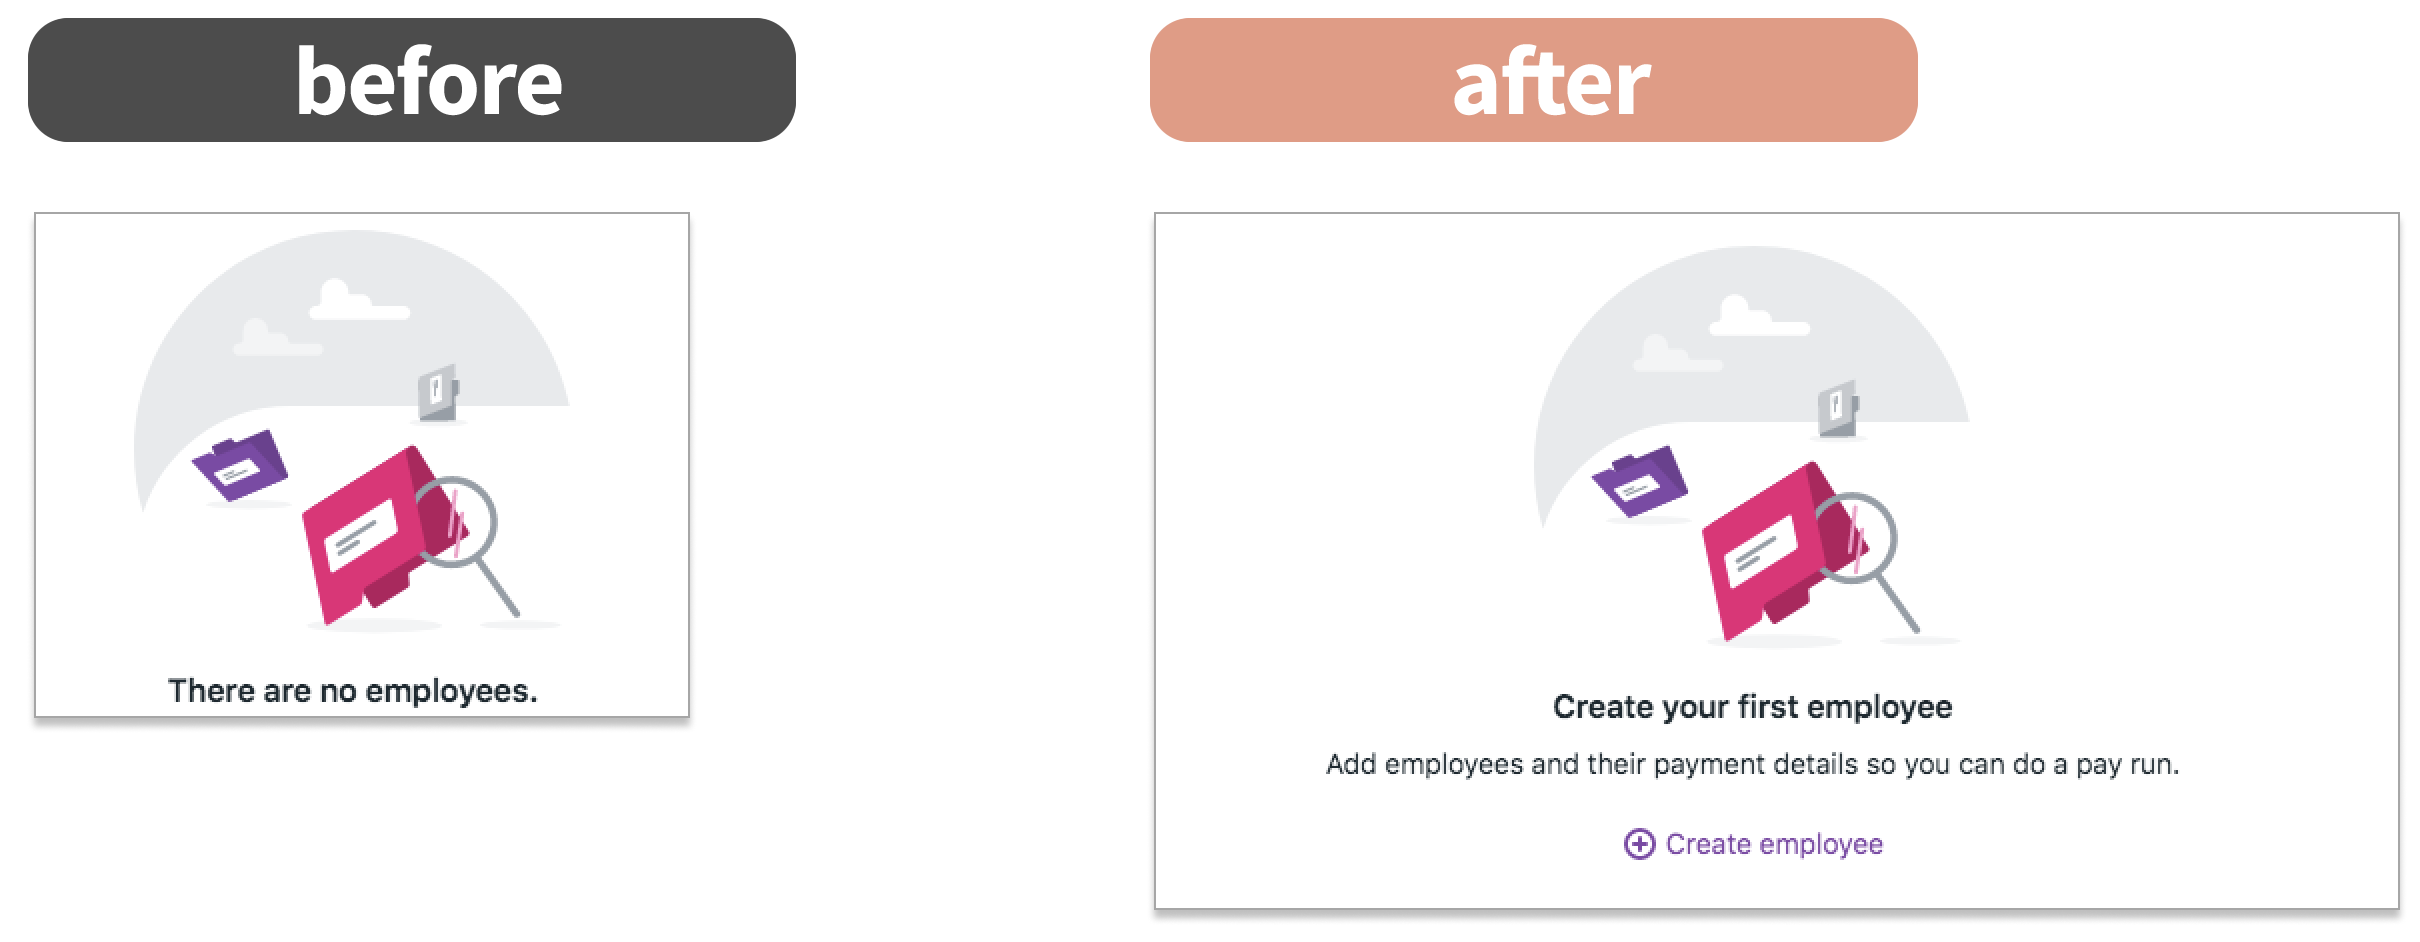 before
after
There are no employees.
Create your first employee
Add employees and their payment details so you can do a pay run.
Create employee